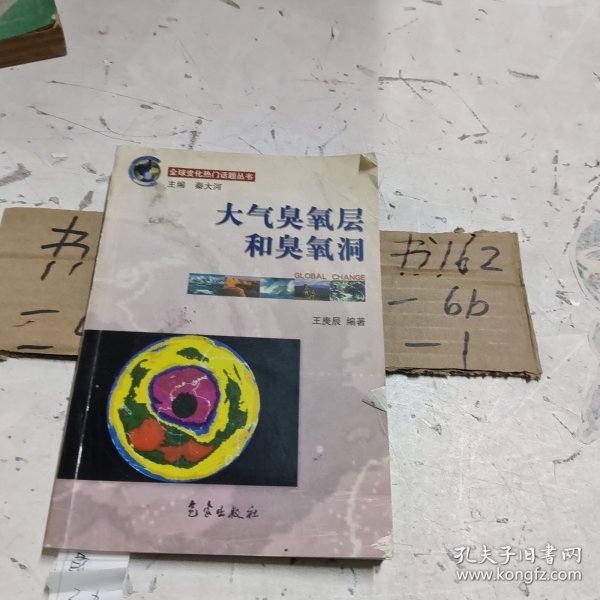 全球变化热门话题丛书
主编 秦大河
大气臭氧层
和臭氧洞
GLOBAL CHANGE
王庚辰 编著
气象出版社
书
书162
- 6b
- 1
孔夫子旧书网
www.kongfz.com